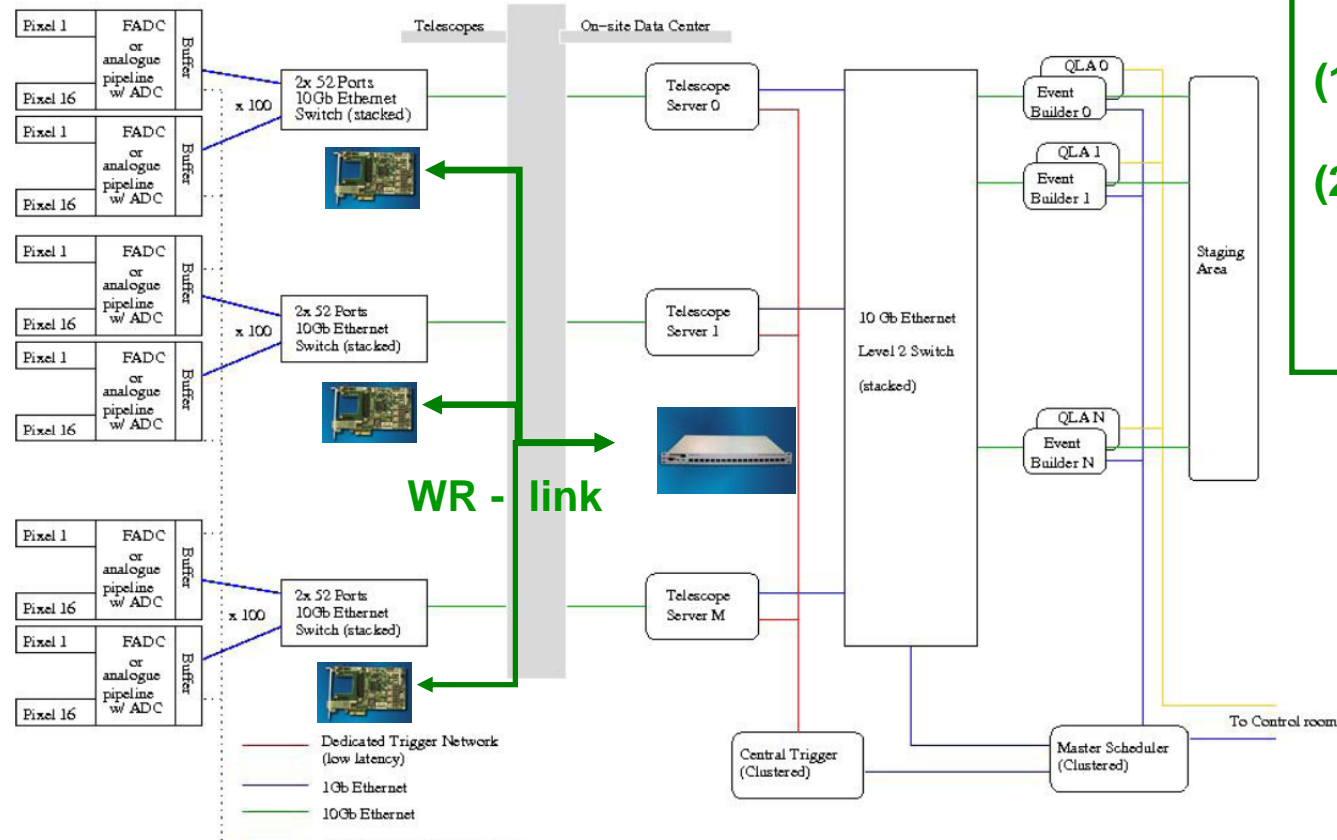 Telescopes
On-site Data Center
Pixel 1
Pixel 16
FADC
or
analogue
pipeline
w/ ADC
Buffer
Pixel 1
Pixel 16
FADC
or
analogue
pipeline
w/ ADC
Buffer
x 100
2x 52 Ports
10Gb Ethernet
Switch (stacked)
Telescope
Server 0
Pixel 1
Pixel 16
FADC
or
analogue
pipeline
w/ ADC
Buffer
Pixel 1
Pixel 16
FADC
or
analogue
pipeline
w/ ADC
Buffer
x 100
2x 52 Ports
10Gb Ethernet
Switch (stacked)
Telescope
Server 1
WR - link
Pixel 1
Pixel 16
FADC
or
analogue
pipeline
w/ ADC
Buffer
Pixel 1
Pixel 16
FADC
or
analogue
pipeline
w/ ADC
Buffer
x 100
2x 52 Ports
10Gb Ethernet
Switch (stacked)
Telescope
Server M
10 Gb Ethernet
Level 2 Switch
(stacked)
QLA 0
Event
Builder 0
QLA 1
Event
Builder 1
QLA N
Event
Builder N
Staging
Area
(1
(2
To Control room
Central Trigger
(Clustered)
Master Scheduler
(Clustered)
Dedicated Trigger Network
(low latency)
1Gb Ethernet
10Gb Ethernet